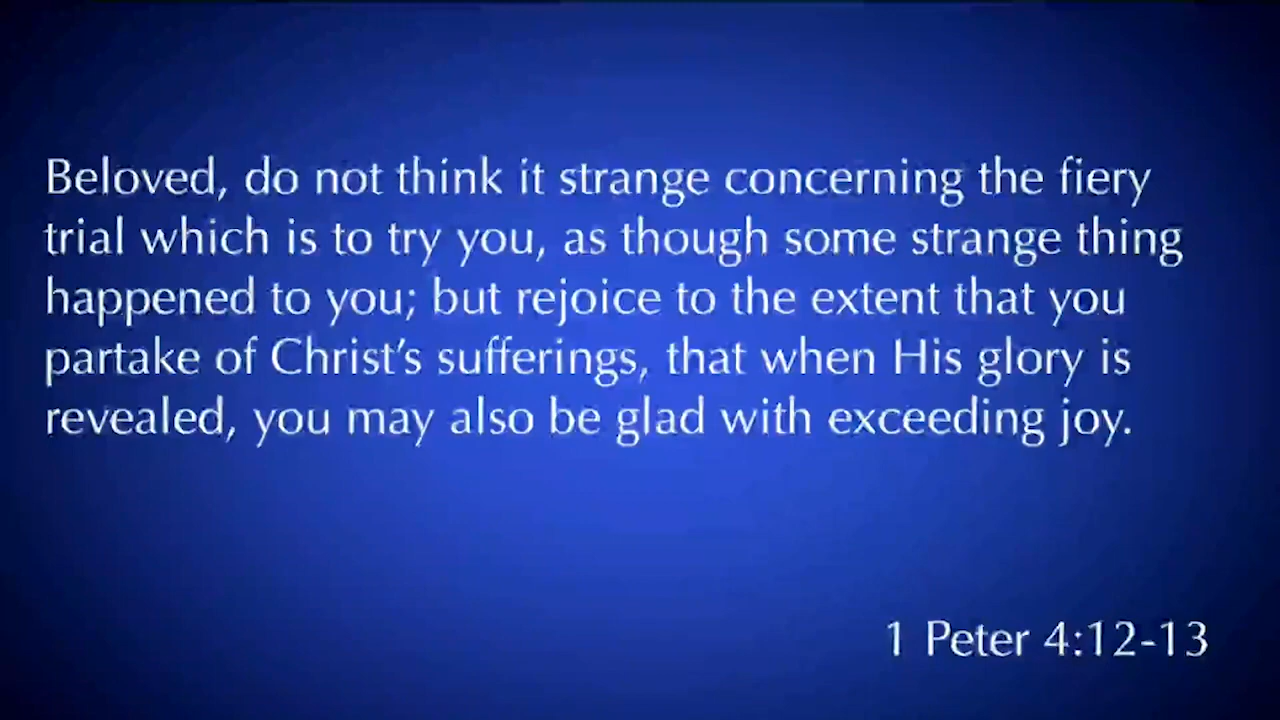 Beloved, do not think it strange concerning the fiery
trial which is to try you, as though some strange thing
happened to you; but rejoice to the extent that you
partake of Christ’s sufferings, that when His glory is
revealed, you may also be glad with exceeding joy.
1 Peter 4:12-13